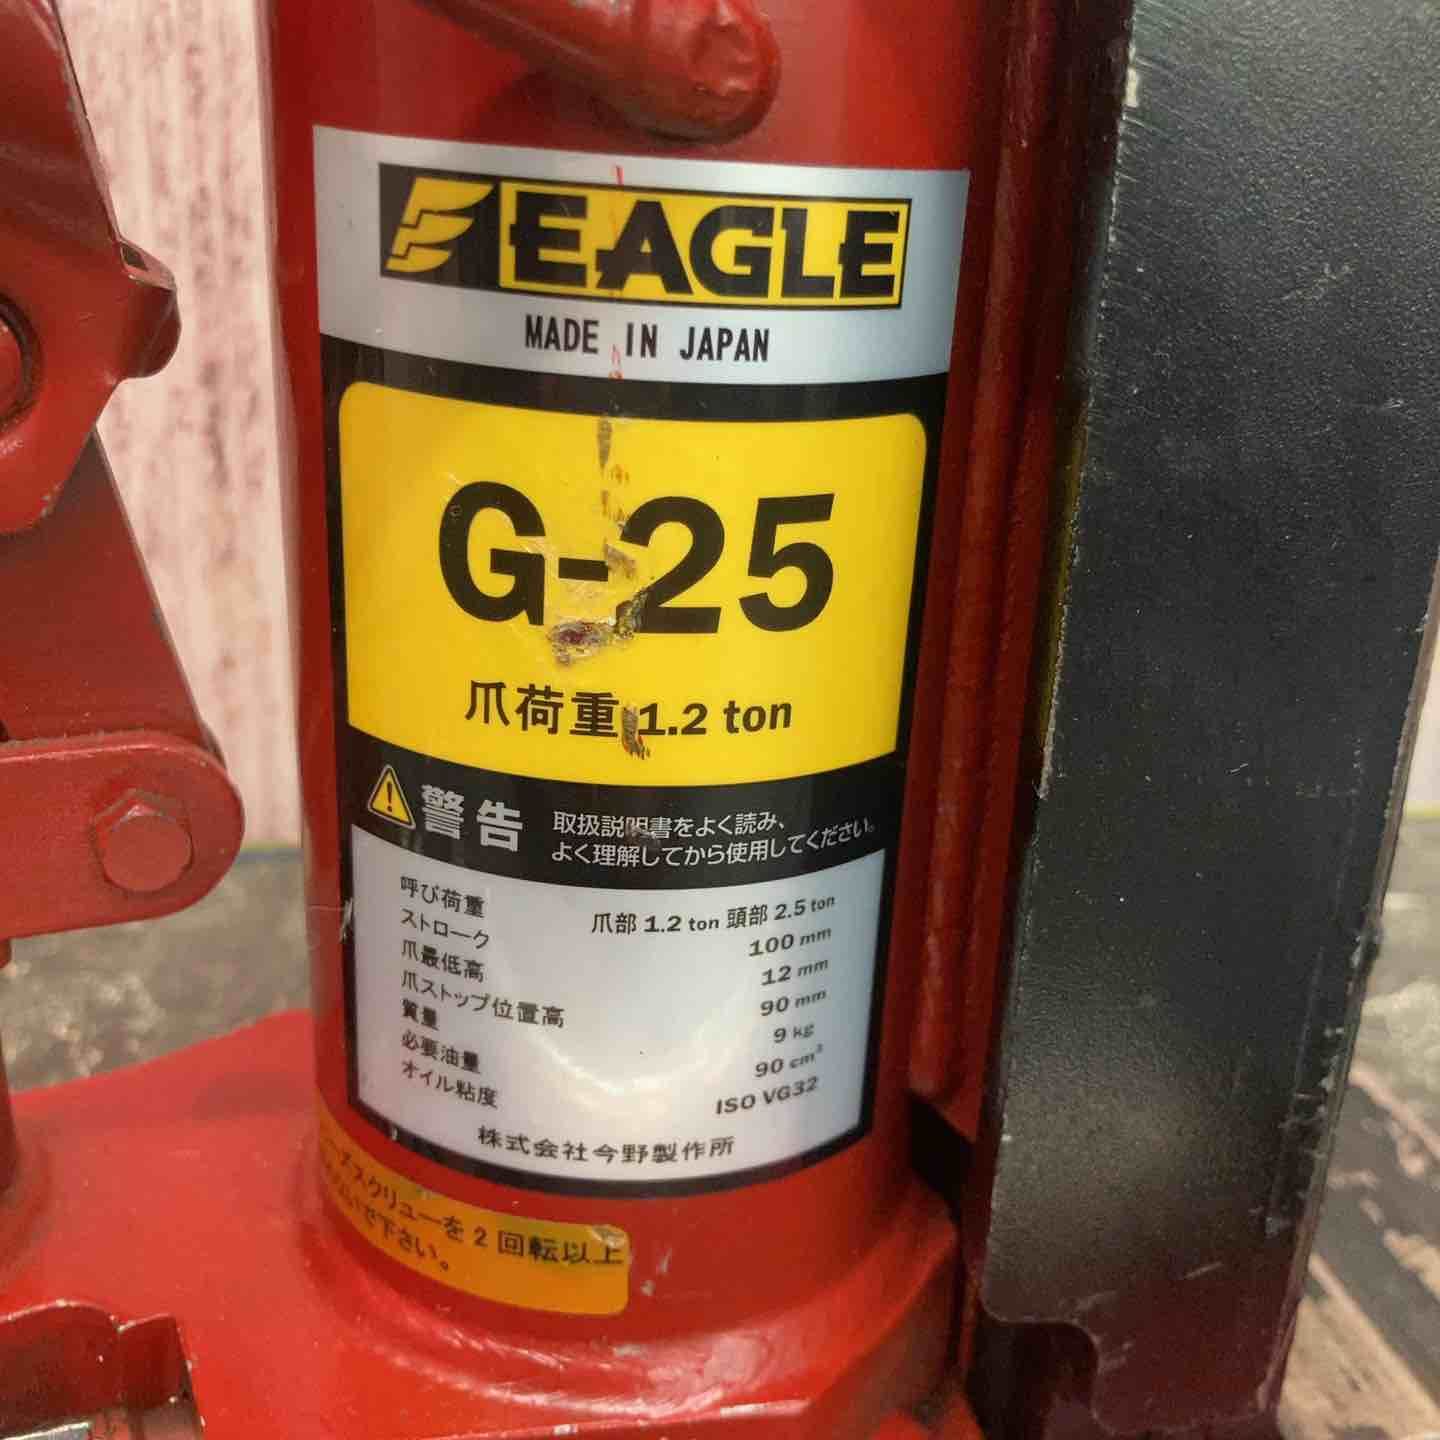 EAGLE
MADE IN JAPAN
G-25
爪荷重 1.2 ton
警告 取扱説明書をよく読み、
よく理解してから使用してください。
呼び荷重 爪部 1.2 ton 頭部 2.5 ton
ストローク 100 mm
爪最低高 12 mm
爪ストップ位置高 90 mm
質量 9 kg
必要油量 90 cm³
オイル粘度 ISO VG32
株式会社今野製作所
ーズスクリューを2回転以上
ないで下さい。